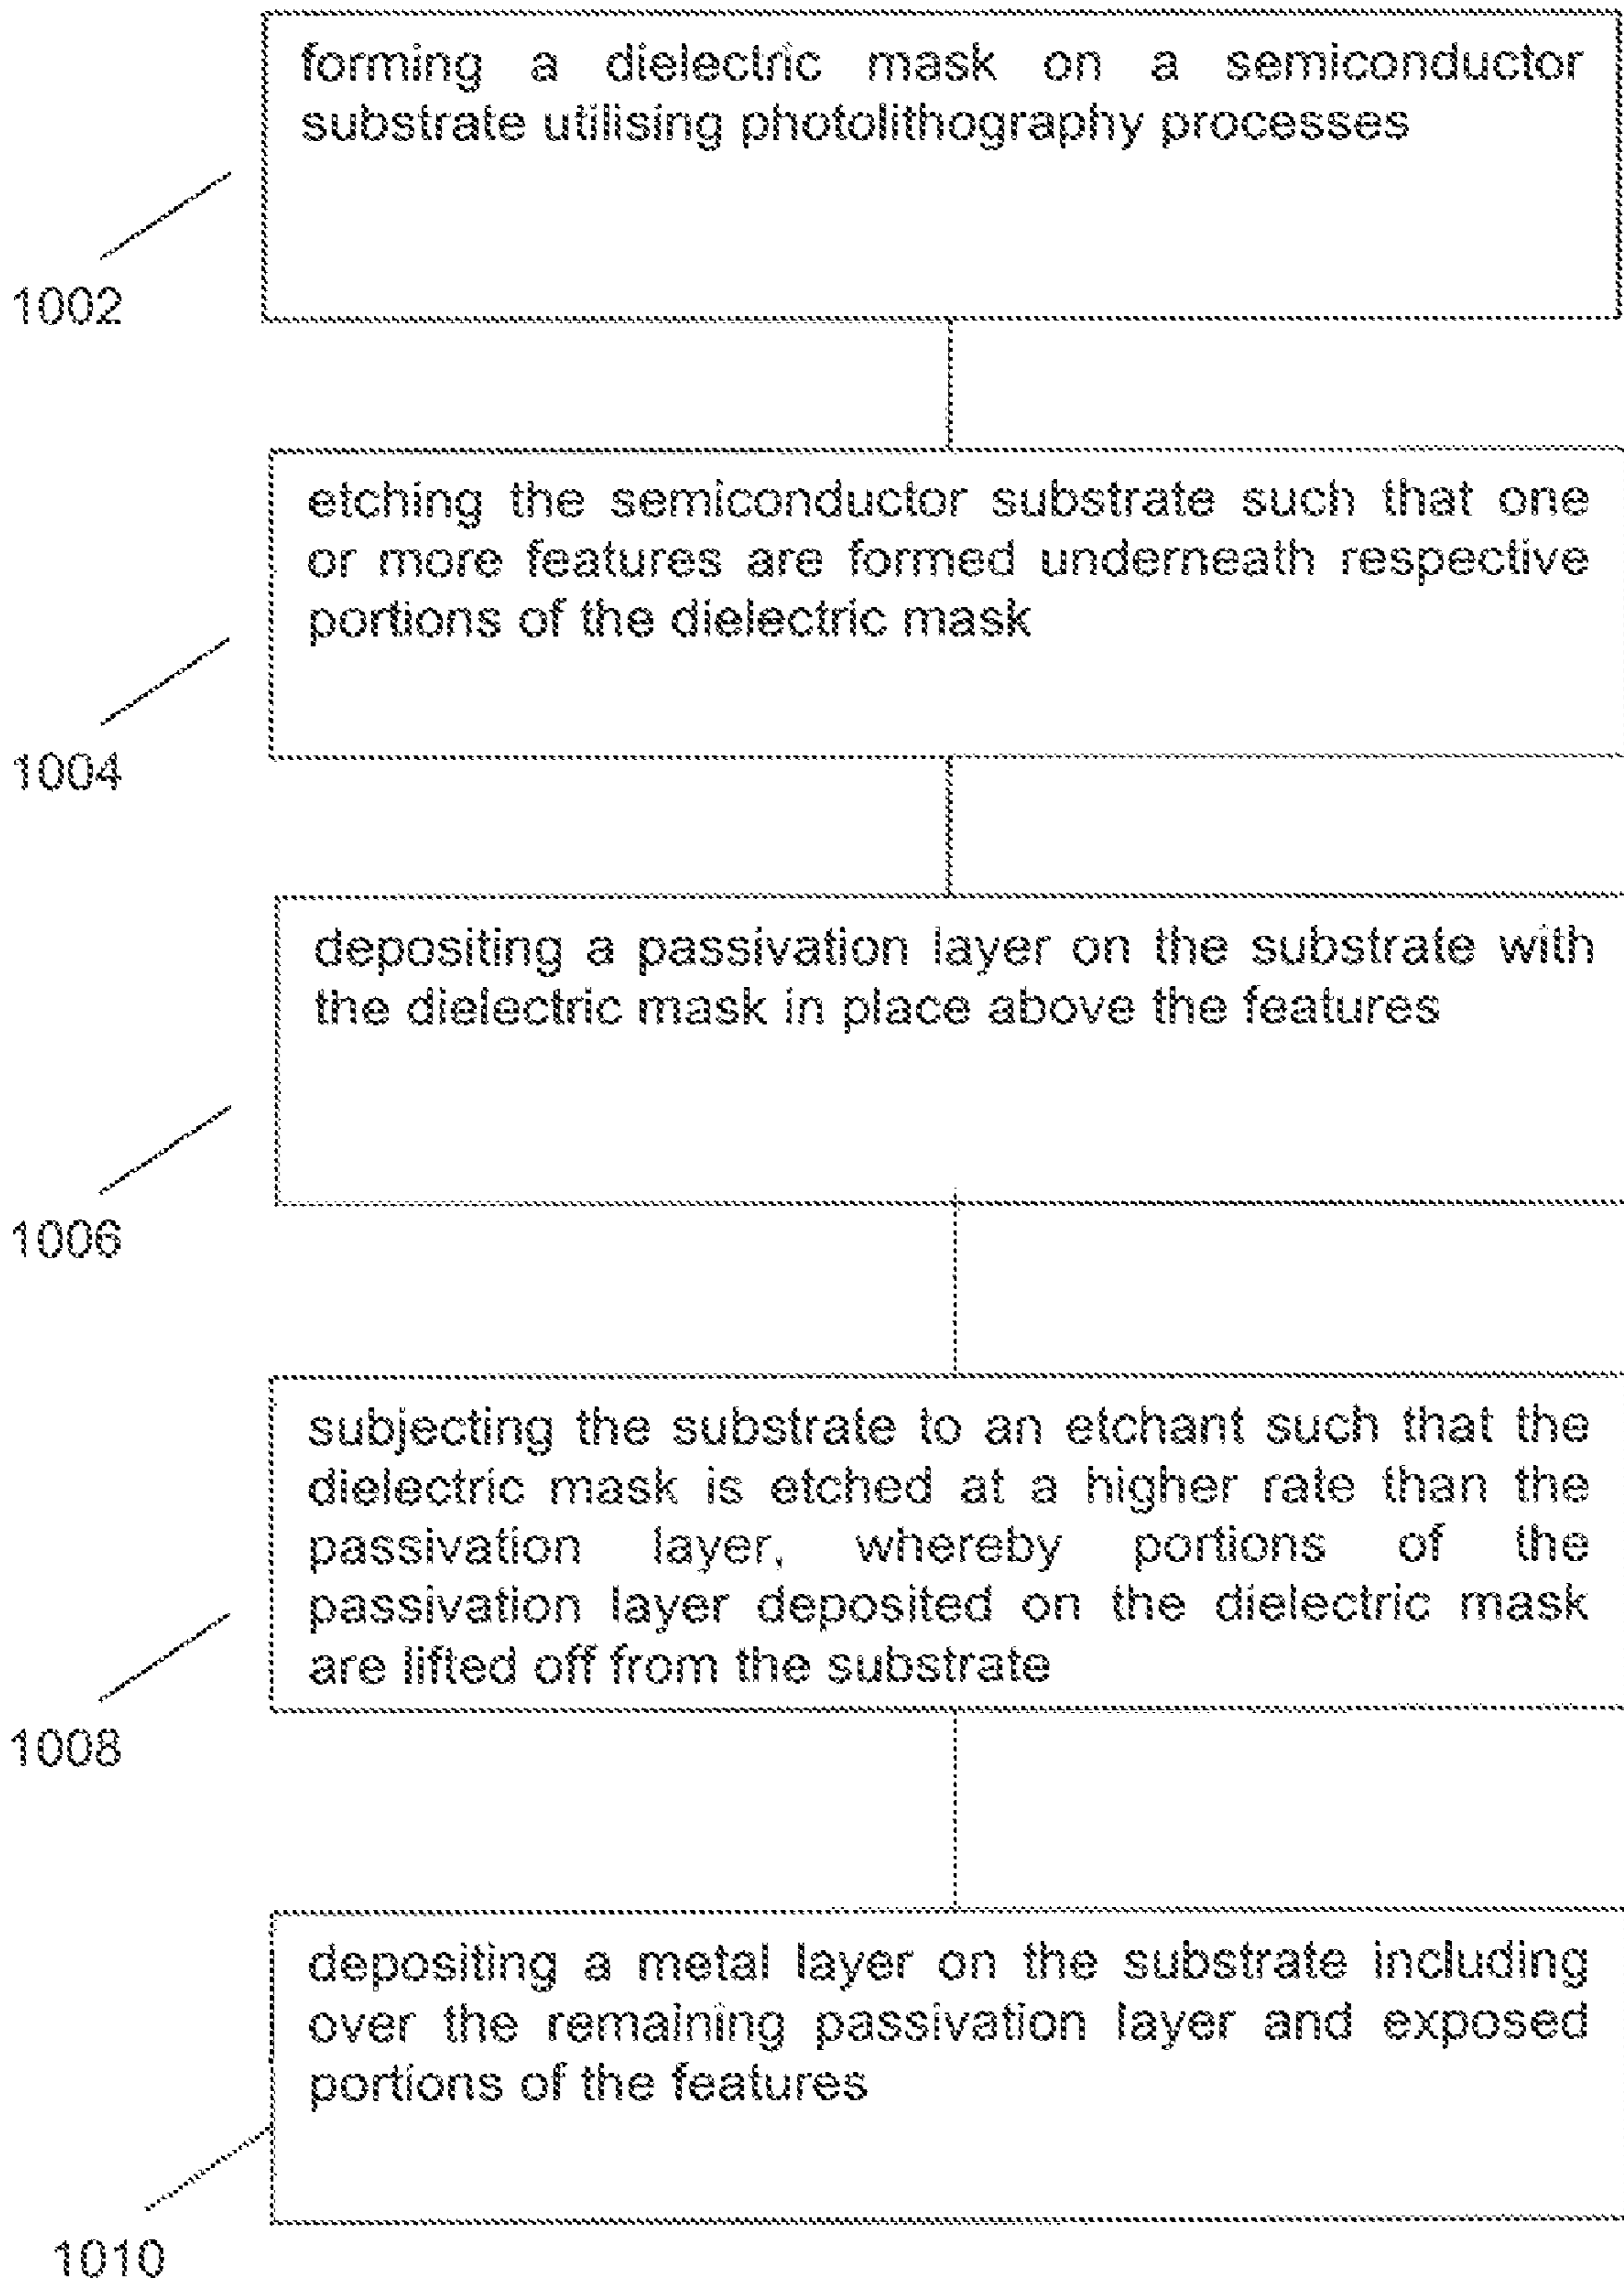 forming a dielectric mask on a semiconductor
substrate utilising photolithography processes
1002
etching the semiconductor substrate such that one
or more features are formed underneath respective
portions of the dielectric mask
1004
depositing a passivation layer on the substrate with
the dielectric mask in place above the features
1006
subjecting the substrate to an etchant such that the
dielectric mask is etched at a higher rate than the
passivation layer, whereby portions of the
passivation layer deposited on the dielectric mask
are lifted off from the substrate
1008
depositing a metal layer on the substrate including
over the remaining passivation layer and exposed
portions of the features
1010